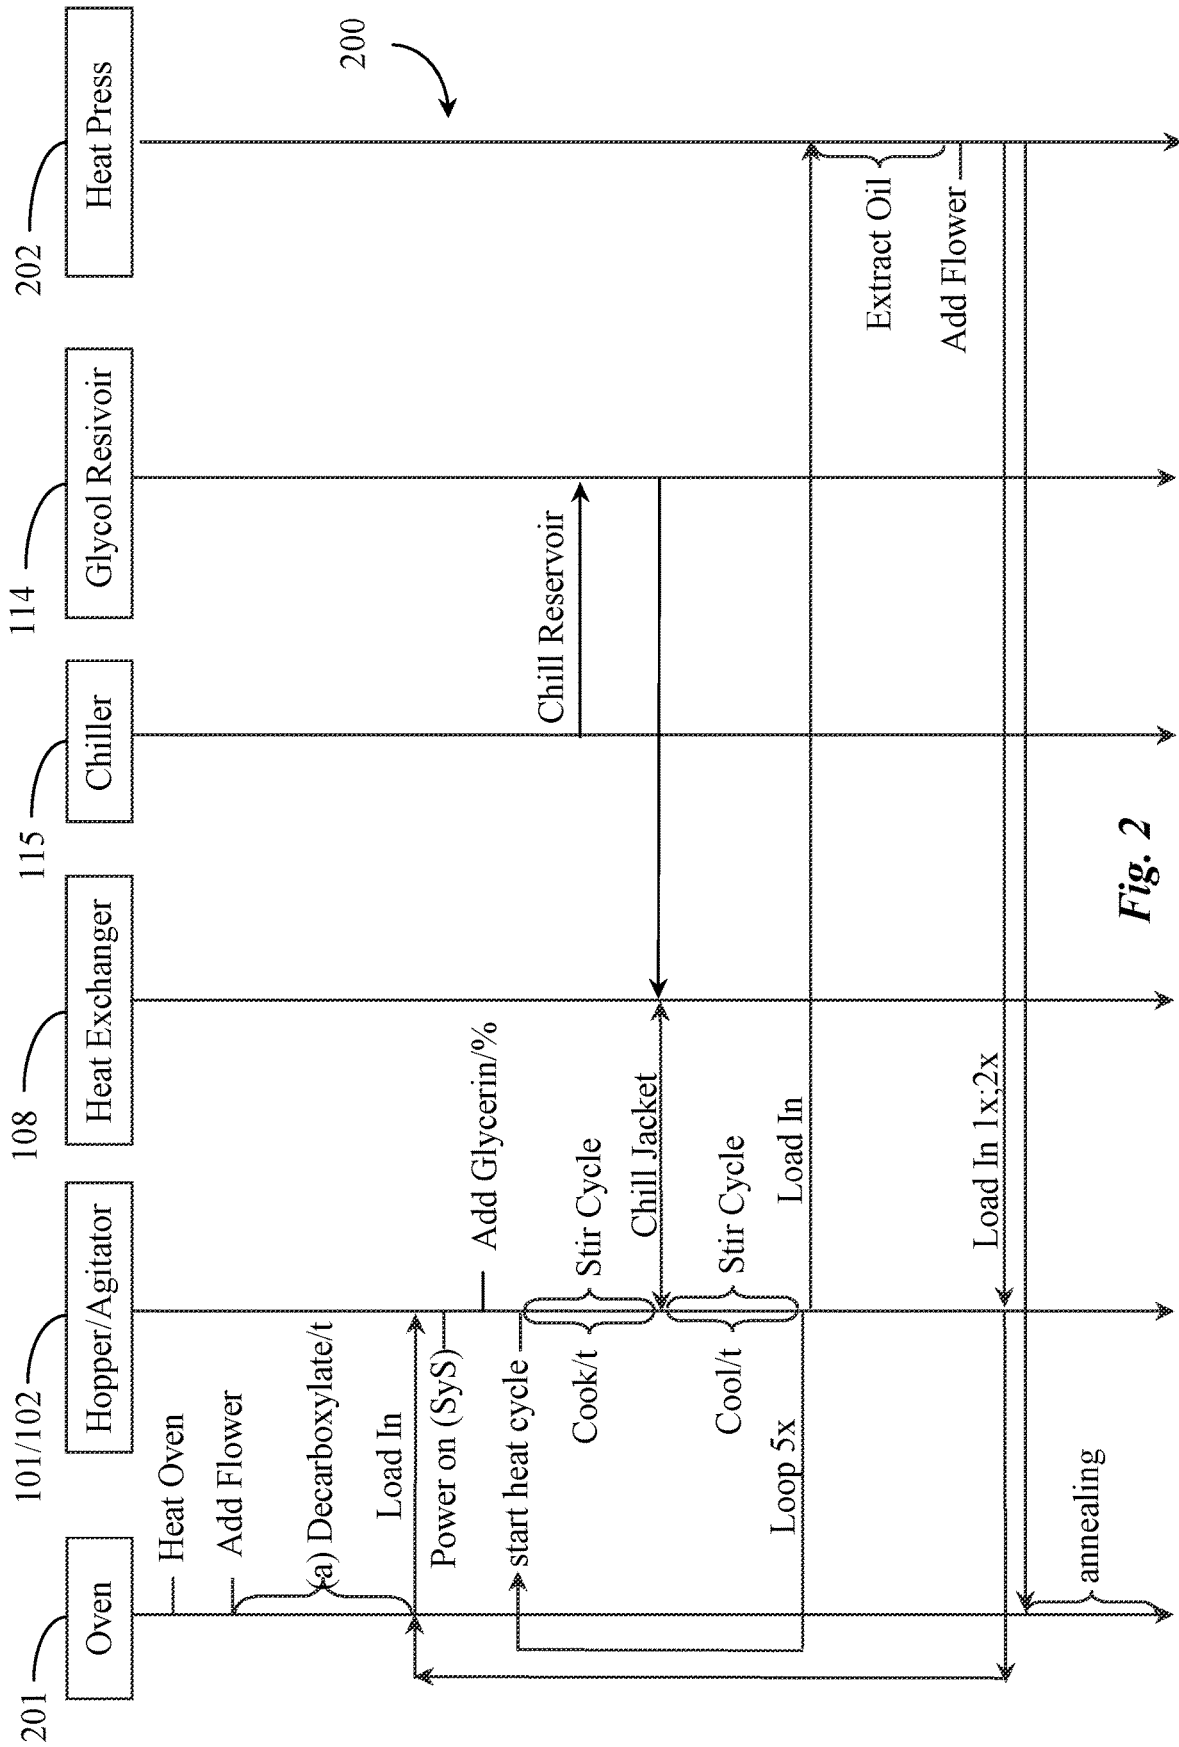 201
101/102
108
115
114
202
Oven
Hopper/Agitator
Heat Exchanger
Chiller
Glycol Resivoir
Heat Press
200
Heat Oven
Add Flower
(a) Decarboxylate/t
Load In
Power on (SyS)
Add Glycerin/%
start heat cycle
Cook/t
Stir Cycle
Chill Reservoir
Chill Jacket
Cool/t
Stir Cycle
Loop 5x
Load In
Extract Oil
Add Flower
Load In 1x;2x
annealing
Fig. 2